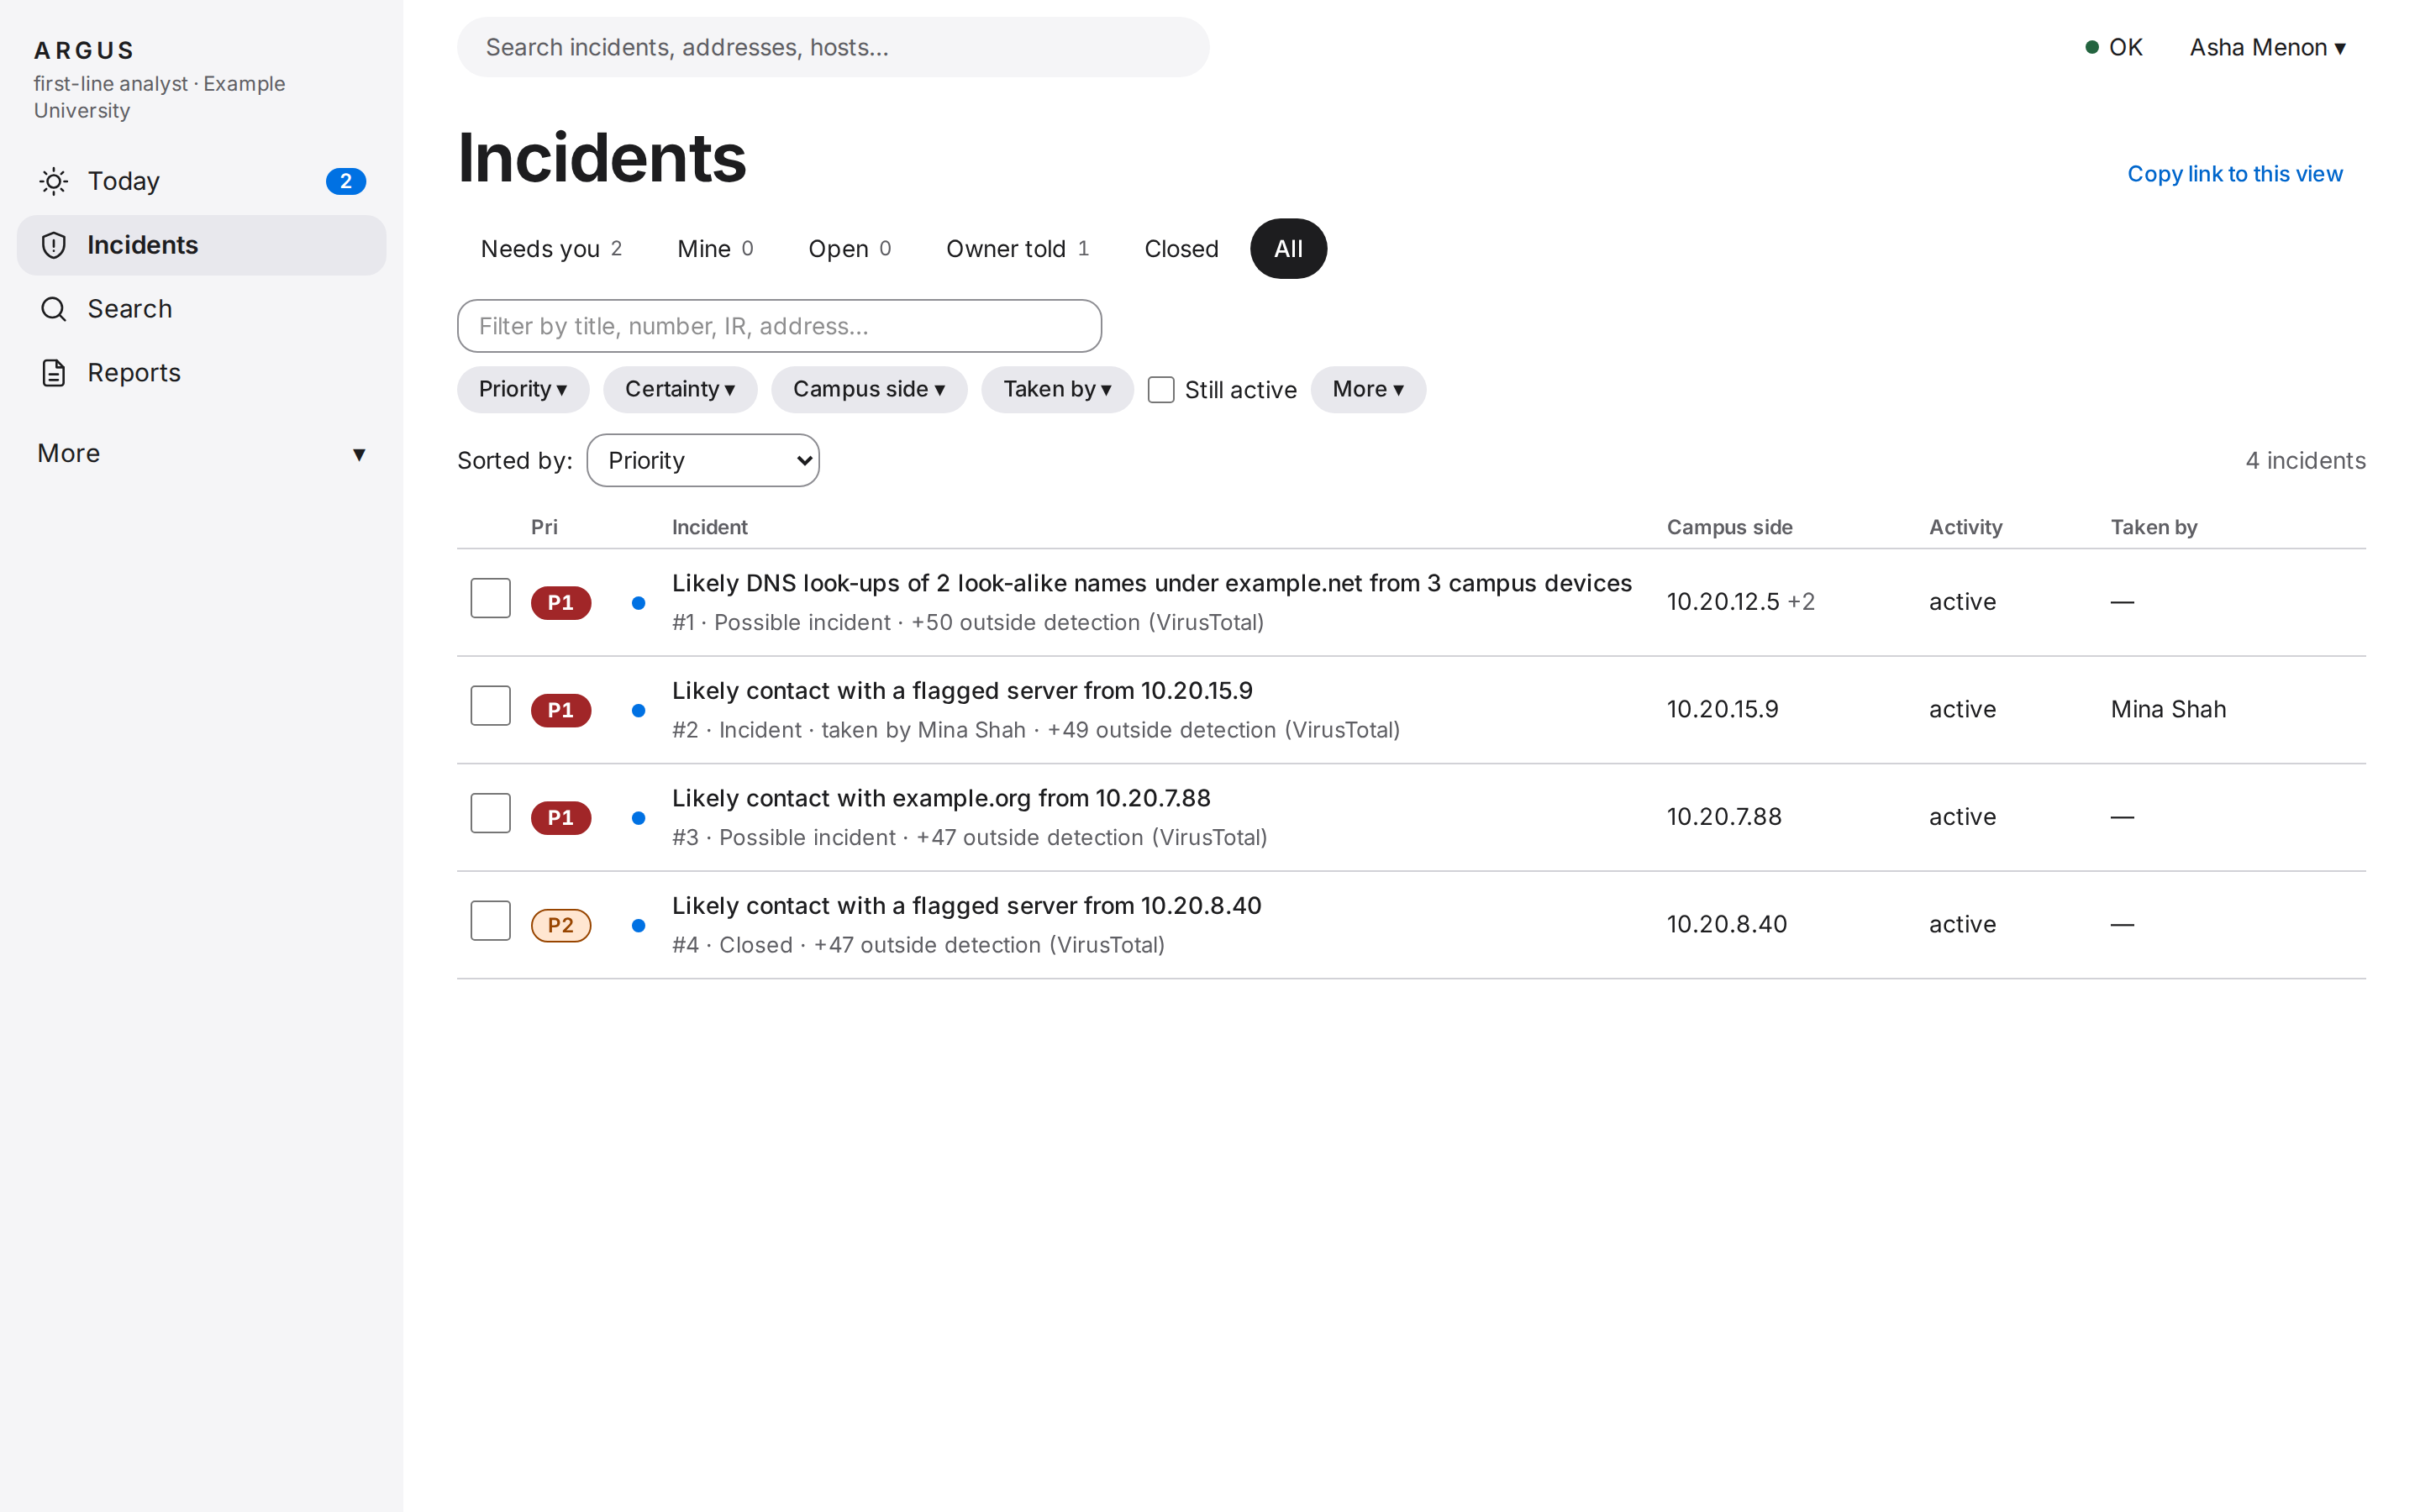 ARGUS
first-line analyst · Example
University
Today 2
Incidents
Search
Reports
More ▾
Search incidents, addresses, hosts...
OK
Asha Menon ▾
Incidents
Copy link to this view
Needs you 2
Mine 0
Open 0
Owner told 1
Closed
All
Filter by title, number, IR, address...
Priority ▾
Certainty ▾
Campus side ▾
Taken by ▾
Still active
More ▾
Sorted by: Priority
4 incidents
Pri Incident Campus side Activity Taken by
P1 Likely DNS look-ups of 2 look-alike names under example.net from 3 campus devices 10.20.12.5 +2 active —
#1 · Possible incident · +50 outside detection (VirusTotal)
P1 Likely contact with a flagged server from 10.20.15.9 10.20.15.9 active Mina Shah
#2 · Incident · taken by Mina Shah · +49 outside detection (VirusTotal)
P1 Likely contact with example.org from 10.20.7.88 10.20.7.88 active —
#3 · Possible incident · +47 outside detection (VirusTotal)
P2 Likely contact with a flagged server from 10.20.8.40 10.20.8.40 active —
#4 · Closed · +47 outside detection (VirusTotal)